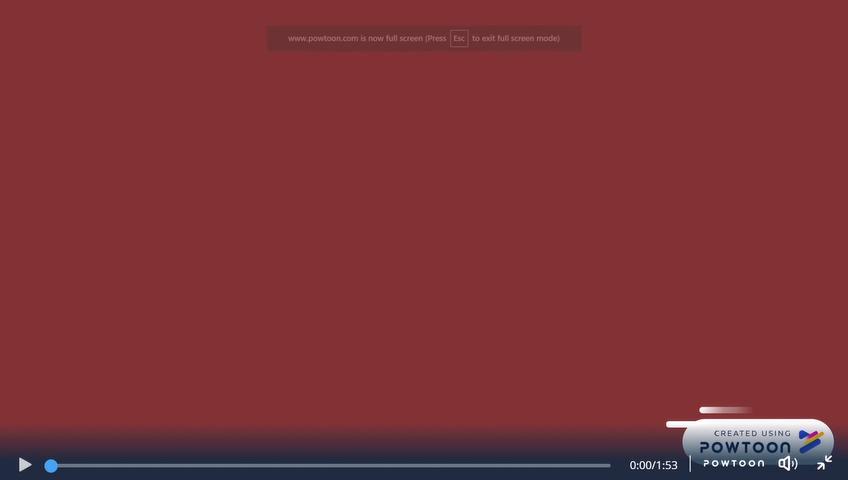 www.powtoon.com is now full screen (Press Esc to exit full screen mode)
CREATED USING
POWTOON
0:00/1:53
POWTOON